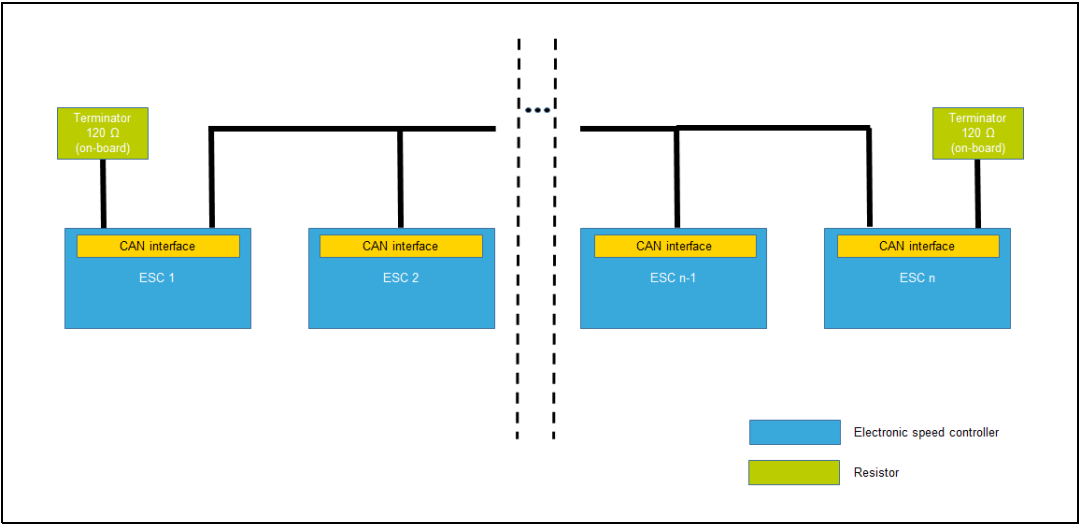 Terminator
120 Ω
(on-board)
Terminator
120 Ω
(on-board)
CAN interface
ESC 1
CAN interface
ESC 2
CAN interface
ESC n-1
CAN interface
ESC n
Electronic speed controller
Resistor